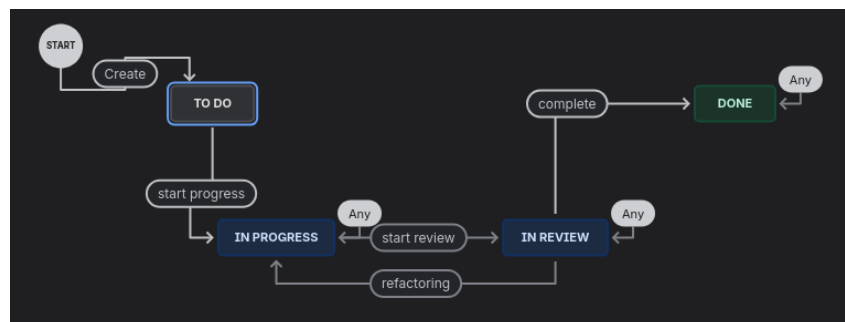 START
Create
TO DO
Any
complete
DONE
start progress
Any
Any
IN PROGRESS
start review
IN REVIEW
refactoring